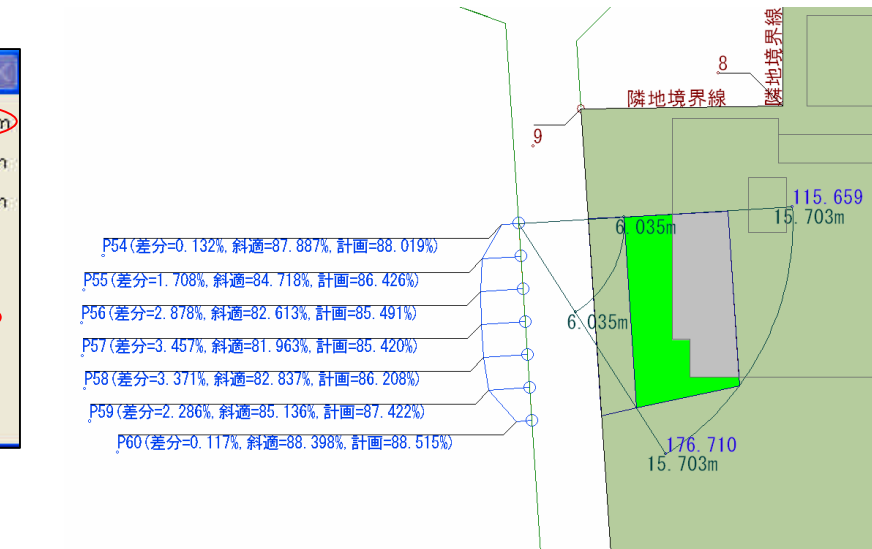 m
m
m
8
隣地境界線
隣地境界線
9
115.659
6.035m
15.703m
P54(差分=0.132%,斜適=87.887%,計画=88.019%)
P55(差分=1.708%,斜適=84.718%,計画=86.426%)
P56(差分=2.878%,斜適=82.613%,計画=85.491%)
6.035m
P57(差分=3.457%,斜適=81.963%,計画=85.420%)
P58(差分=3.371%,斜適=82.837%,計画=86.208%)
P59(差分=2.286%,斜適=85.136%,計画=87.422%)
P60(差分=0.117%,斜適=88.398%,計画=88.515%)
176.710
15.703m